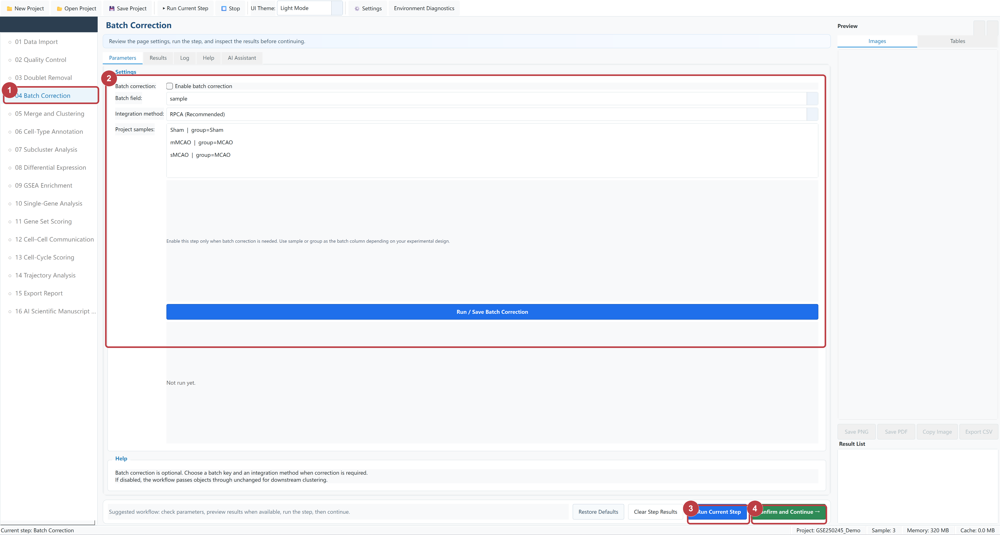 New Project Open Project Save Project Run Current Step Stop UI Theme: Light Mode Settings Environment Diagnostics
Batch Correction
Review the page settings, run the step, and inspect the results before continuing.
01 Data Import
02 Quality Control
03 Doublet Removal
1
04 Batch Correction
05 Merge and Clustering
06 Cell-Type Annotation
07 Subcluster Analysis
08 Differential Expression
09 GSEA Enrichment
10 Single-Gene Analysis
11 Gene Set Scoring
12 Cell–Cell Communication
13 Cell-Cycle Scoring
14 Trajectory Analysis
15 Export Report
16 AI Scientific Manuscript ...
Parameters Results Log Help AI Assistant
Settings
2
Batch correction: Enable batch correction
Batch field: sample
Integration method: RPCA (Recommended)
Project samples: Sham | group=Sham
mMCAO | group=MCAO
sMCAO | group=MCAO
Enable this step only when batch correction is needed. Use sample or group as the batch column depending on your experimental design.
Run / Save Batch Correction
Not run yet.
Help
Batch correction is optional. Choose a batch key and an integration method when correction is required.
If disabled, the workflow passes objects through unchanged for downstream clustering.
Suggested workflow: check parameters, preview results when available, run the step, then continue.
Restore Defaults Clear Step Results 3 Run Current Step 4 nfirm and Continue →
Preview
Images Tables
Save PNG Save PDF Copy Image Export CSV
Result List
Current step: Batch Correction
Project: GSE250245_Demo Sample: 3 Memory: 320 MB Cache: 0.0 MB